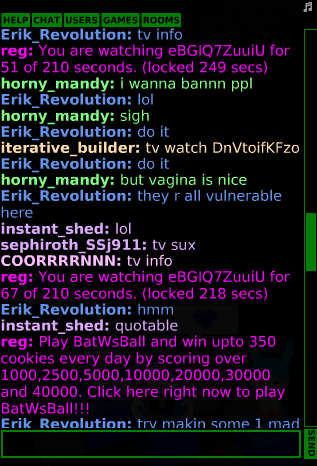 HELP CHAT USERS GAMES ROOMS
Erik_Revolution: tv info
reg: You are watching eBGIQ7ZuuiU for
51 of 210 seconds. (locked 249 secs)
horny_mandy: i wanna bannn ppl
Erik_Revolution: lol
horny_mandy: sigh
Erik_Revolution: do it
iterative_builder: tv watch DnVtoifKFzo
Erik_Revolution: do it
horny_mandy: but vagina is nice
Erik_Revolution: they r all vulnerable
here
instant_shed: lol
sephiroth_SSj911: tv sux
COORRRRNNN: tv info
reg: You are watching eBGIQ7ZuuiU for
67 of 210 seconds. (locked 218 secs)
Erik_Revolution: hmm
instant_shed: quotable
reg: Play BatWsBall and win upto 350
cookies every day by scoring over
1000,2500,5000,10000,20000,30000
and 40000. Click here right now to play
BatWsBall!!!
Erik_Revolution: try makin some 1 mad
SEND